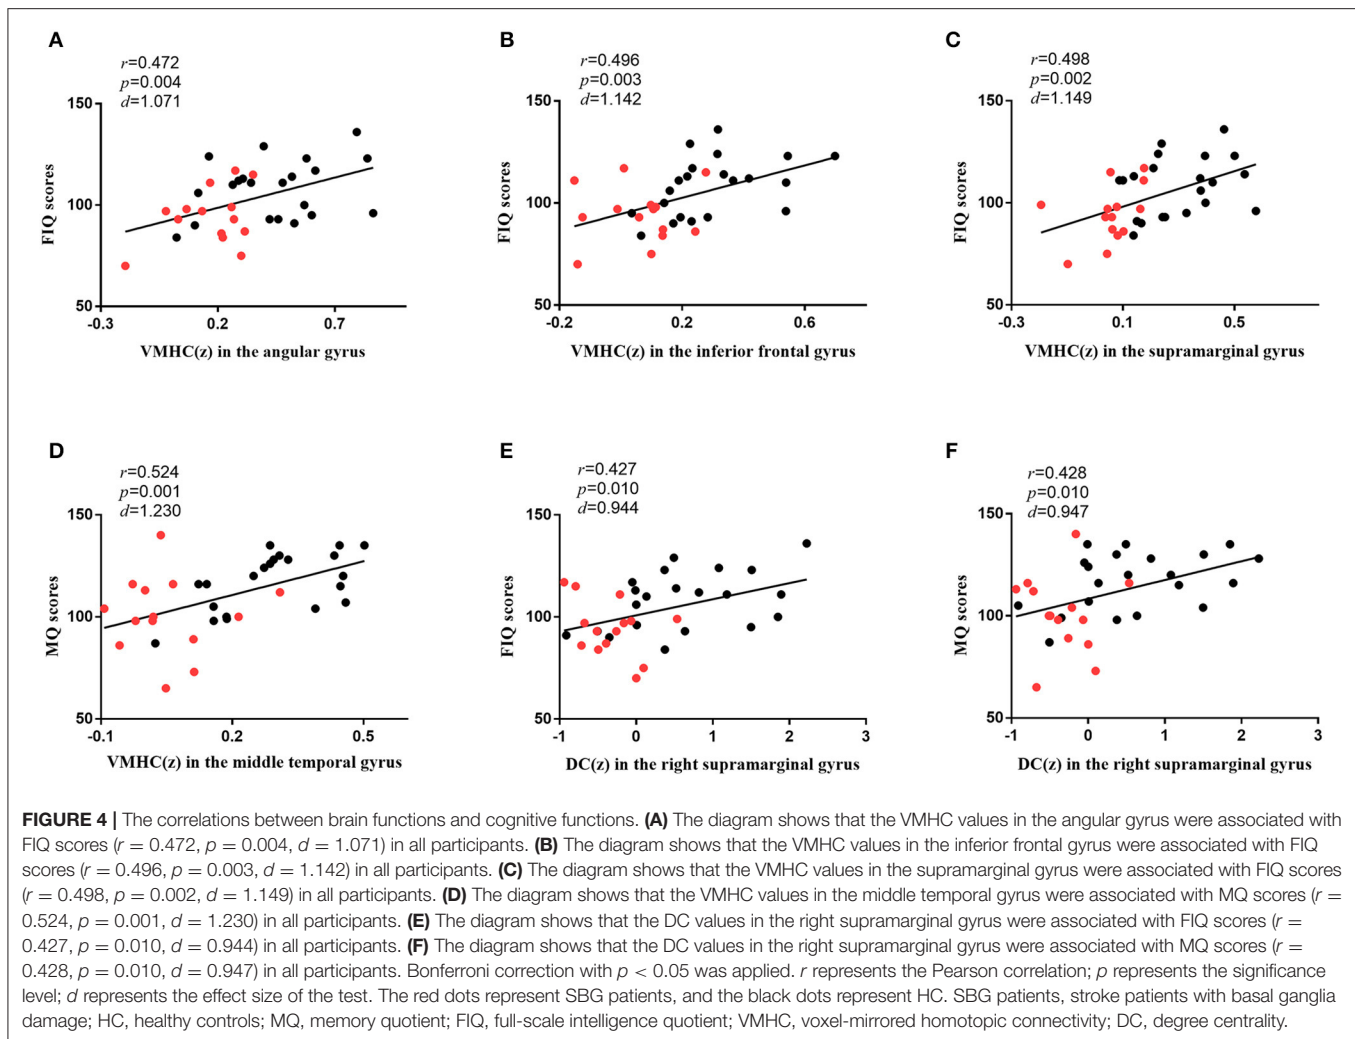 A
r=0.472
p=0.004
d=1.071
150
100
50
FIQ scores
-0.3
0.2
0.7
VMHC(z) in the angular gyrus
B
r=0.496
p=0.003
d=1.142
150
100
50
FIQ scores
-0.2
0.2
0.6
VMHC(z) in the inferior frontal gyrus
C
r=0.498
p=0.002
d=1.149
150
100
50
FIQ scores
-0.3
0.1
0.5
VMHC(z) in the supramarginal gyrus
D
r=0.524
p=0.001
d=1.230
150
100
50
MQ scores
-0.1
0.2
0.5
VMHC(z) in the middle temporal gyrus
E
r=0.427
p=0.010
d=0.944
150
100
50
FIQ scores
-1
0
1
2
3
DC(z) in the right supramarginal gyrus
F
r=0.428
p=0.010
d=0.947
150
100
50
MQ scores
-1
0
1
2
3
DC(z) in the right supramarginal gyrus
FIGURE 4 | The correlations between brain functions and cognitive functions. (A) The diagram shows that the VMHC values in the angular gyrus were associated with
FIQ scores (r = 0.472, p = 0.004, d = 1.071) in all participants. (B) The diagram shows that the VMHC values in the inferior frontal gyrus were associated with FIQ
scores (r = 0.496, p = 0.003, d = 1.142) in all participants. (C) The diagram shows that the VMHC values in the supramarginal gyrus were associated with FIQ scores
(r = 0.498, p = 0.002, d = 1.149) in all participants. (D) The diagram shows that the VMHC values in the middle temporal gyrus were associated with MQ scores (r =
0.524, p = 0.001, d = 1.230) in all participants. (E) The diagram shows that the DC values in the right supramarginal gyrus were associated with FIQ scores (r =
0.427, p = 0.010, d = 0.944) in all participants. (F) The diagram shows that the DC values in the right supramarginal gyrus were associated with MQ scores (r =
0.428, p = 0.010, d = 0.947) in all participants. Bonferroni correction with p < 0.05 was applied. r represents the Pearson correlation; p represents the significance
level; d represents the effect size of the test. The red dots represent SBG patients, and the black dots represent HC. SBG patients, stroke patients with basal ganglia
damage; HC, healthy controls; MQ, memory quotient; FIQ, full-scale intelligence quotient; VMHC, voxel-mirrored homotopic connectivity; DC, degree centrality.